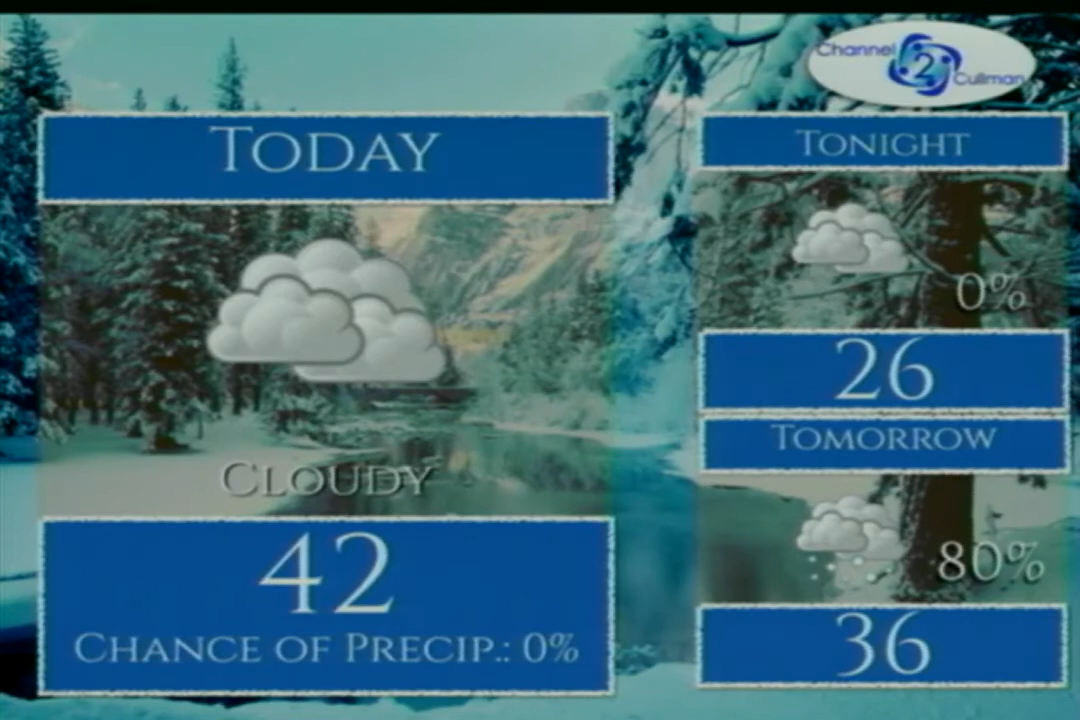 Channel 2 Cullman
Today
Cloudy
42
Chance of Precip.: 0%
Tonight
0%
26
Tomorrow
80%
36